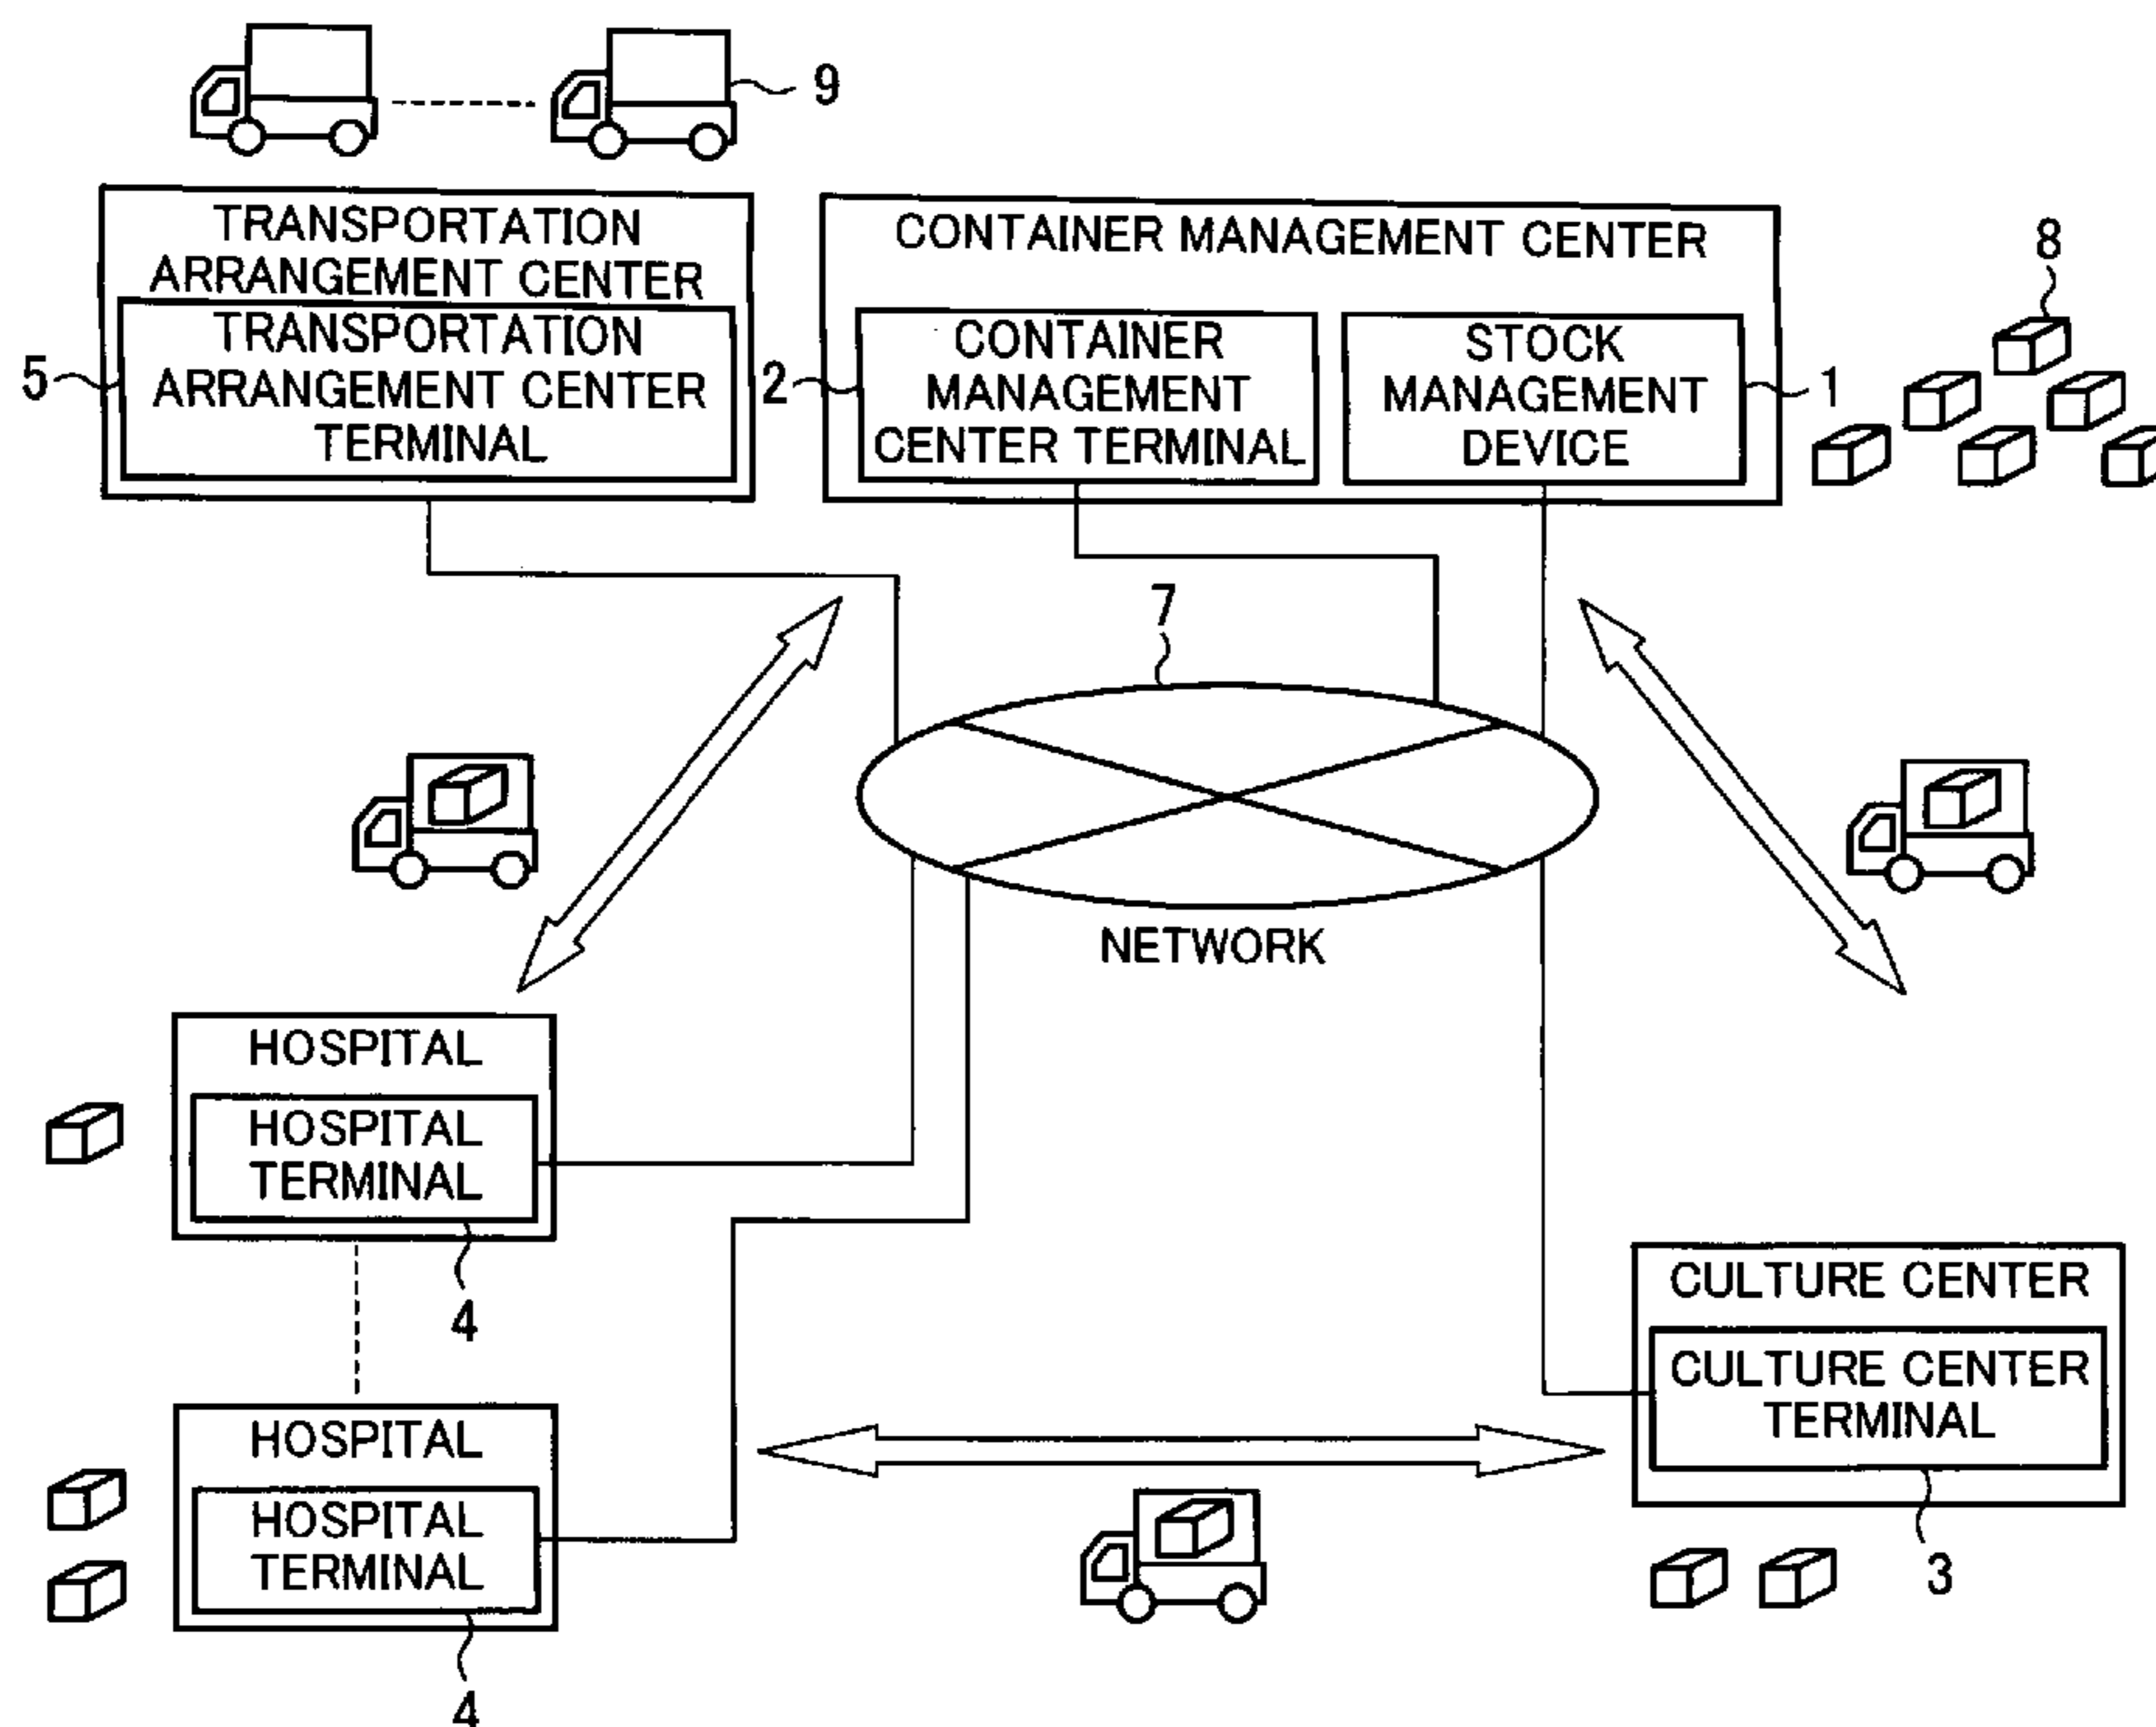 9
TRANSPORTATION
ARRANGEMENT CENTER
TRANSPORTATION
ARRANGEMENT CENTER
TERMINAL
5
CONTAINER MANAGEMENT CENTER
CONTAINER
MANAGEMENT
CENTER TERMINAL
2
STOCK
MANAGEMENT
DEVICE
1
8
7
NETWORK
HOSPITAL
HOSPITAL
TERMINAL
4
HOSPITAL
HOSPITAL
TERMINAL
4
CULTURE CENTER
CULTURE CENTER
TERMINAL
3